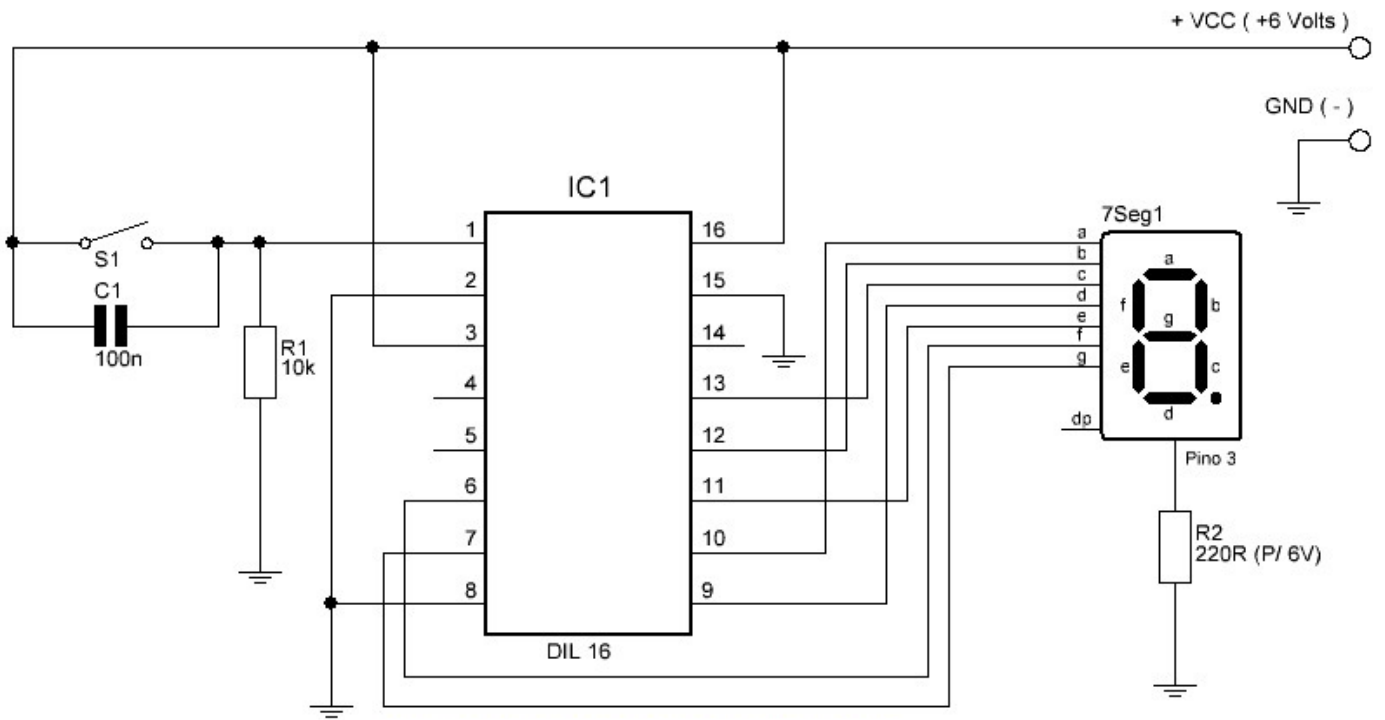 + VCC ( +6 Volts )
GND ( - )
IC1
7Seg1
1
2
3
4
5
6
7
8
16
15
14
13
12
11
10
9
DIL 16
S1
C1
100n
R1
10k
a
b
c
d
e
f
g
dp
a
f
b
g
e
c
d
Pino 3
R2
220R (P/ 6V)